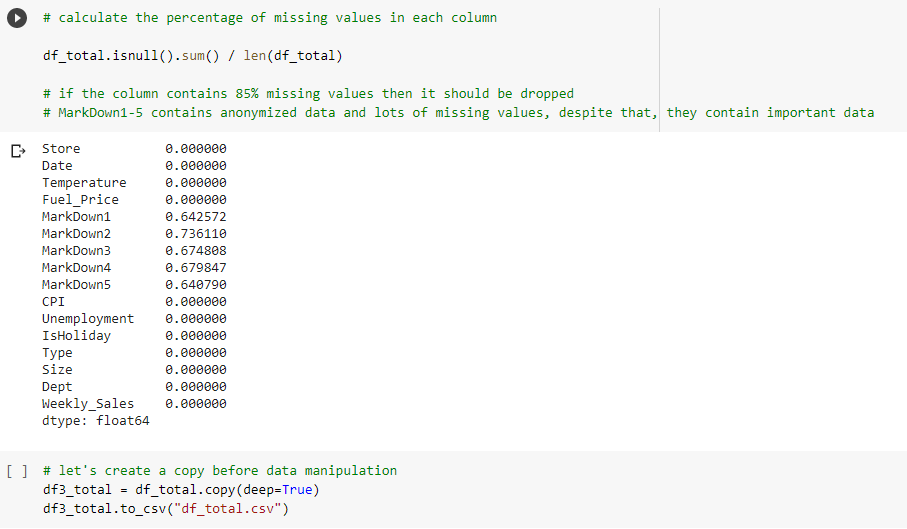 # calculate the percentage of missing values in each column
df_total.isnull().sum() / len(df_total)
# if the column contains 85% missing values then it should be dropped
# MarkDown1-5 contains anonymized data and lots of missing values, despite that, they contain important data
Store 0.000000
Date 0.000000
Temperature 0.000000
Fuel_Price 0.000000
MarkDown1 0.642572
MarkDown2 0.736110
MarkDown3 0.674808
MarkDown4 0.679847
MarkDown5 0.640790
CPI 0.000000
Unemployment 0.000000
IsHoliday 0.000000
Type 0.000000
Size 0.000000
Dept 0.000000
Weekly_Sales 0.000000
dtype: float64
[ ] # let's create a copy before data manipulation
df3_total = df_total.copy(deep=True)
df3_total.to_csv("df_total.csv")